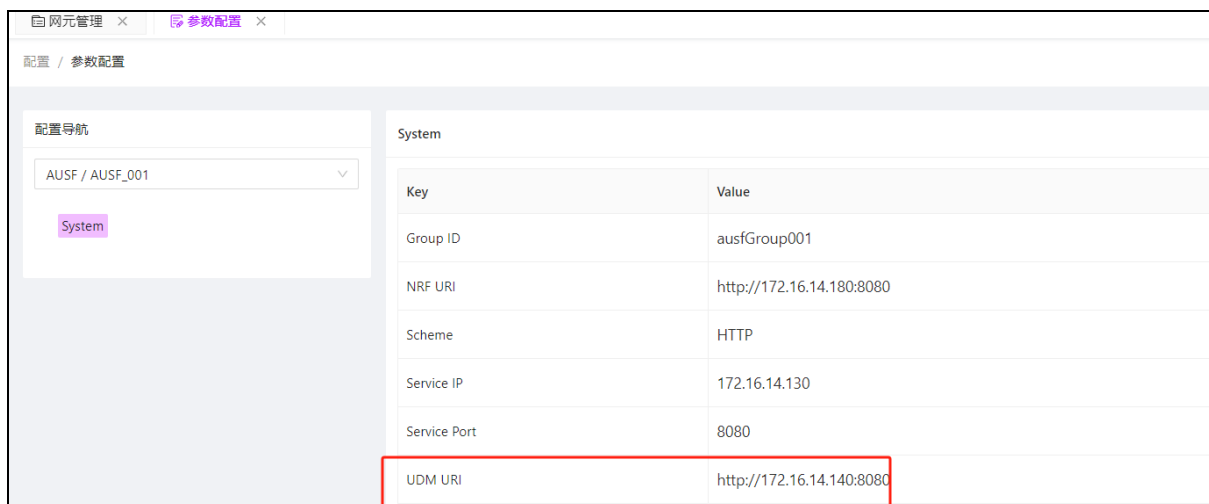 网元管理 参数配置
配置 / 参数配置
配置导航
AUSF / AUSF_001
System
System
Key Value
Group ID ausfGroup001
NRF URI http://172.16.14.180:8080
Scheme HTTP
Service IP 172.16.14.130
Service Port 8080
UDM URI http://172.16.14.140:8080